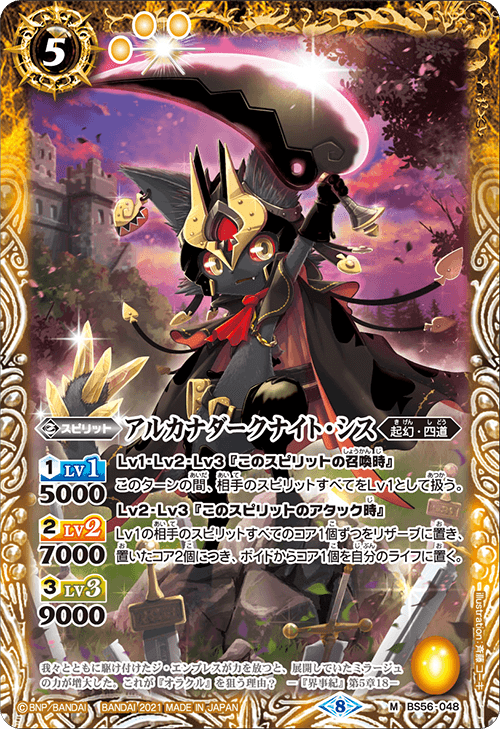 5
スピリット
アルカナダークナイト・シス
起幻・四道
1 LV1
5000
Lv1・Lv2・Lv3『このスピリットの召喚時』
このターンの間、相手のスピリットすべてをLv1として扱う。
Lv2・Lv3『このスピリットのアタック時』
2 LV2
7000
Lv1の相手のスピリットすべてのコア1個ずつをリザーブに置き、
置いたコア2個につき、ボイドからコア1個を自分のライフに置く。
3 LV3
9000
我々とともに駆け付けたジ・エンプレスが力を放つと、展開していたミラージュ
の力が増大した。これが『オラクル』を狙う理由？ ―『界事紀』第5章18―
Illustration：斉藤コーキ
©BNP/BANDAI BANDAI 2021 MADE IN JAPAN
8
M BS56-048